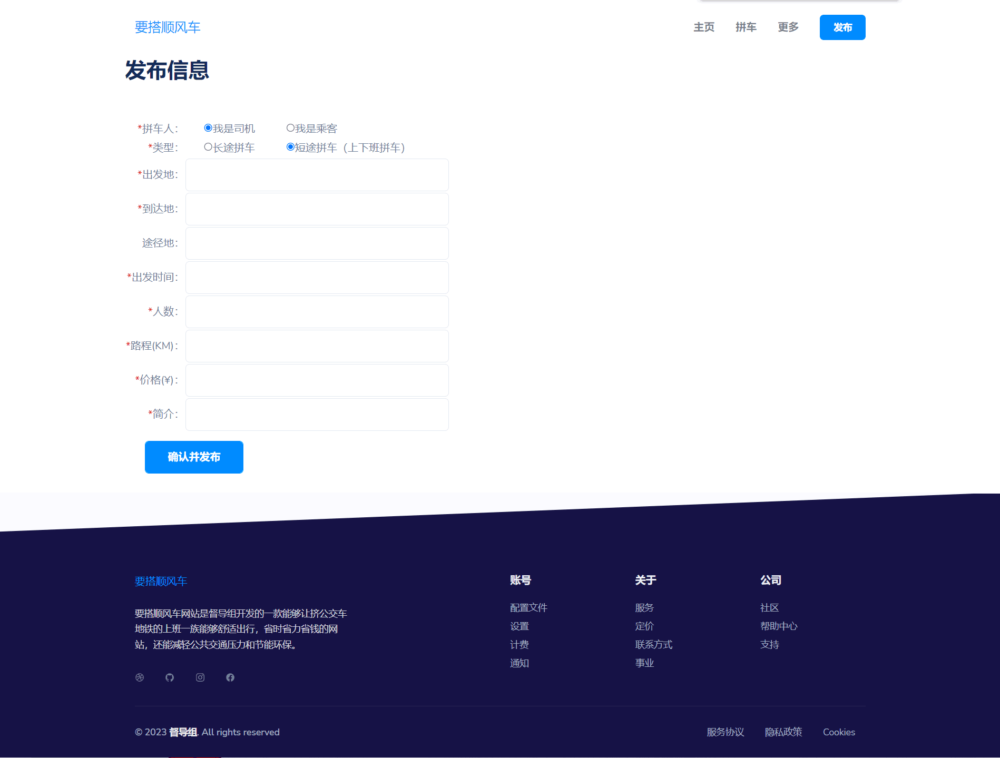 要搭顺风车
主页 拼车 更多 发布
发布信息
*拼车人： 我是司机 我是乘客
*类型： 长途拼车 短途拼车（上下班拼车）
*出发地：
*到达地：
途径地：
*出发时间：
*人数：
*路程(KM)：
*价格(¥)：
*简介：
确认并发布
要搭顺风车
要搭顺风车网站是督导组开发的一款能够让挤公交车
地铁的上班一族能够舒适出行，省时省力省钱的网
站，还能减轻公共交通压力和节能环保。
账号
配置文件
设置
计费
通知
关于
服务
定价
联系方式
事业
公司
社区
帮助中心
支持
© 2023 督导组. All rights reserved
服务协议 隐私政策 Cookies